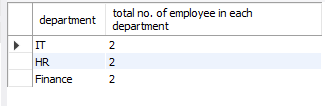 department total no. of employee in each
department
IT 2
HR 2
Finance 2